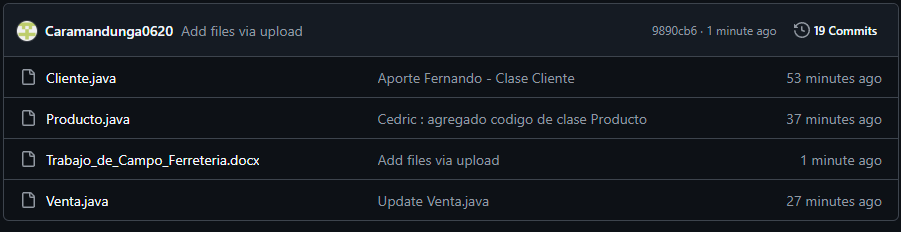 Caramandunga0620 Add files via upload 9890cb6 · 1 minute ago 19 Commits
Cliente.java Aporte Fernando - Clase Cliente 53 minutes ago
Producto.java Cedric : agregado codigo de clase Producto 37 minutes ago
Trabajo_de_Campo_Ferreteria.docx Add files via upload 1 minute ago
Venta.java Update Venta.java 27 minutes ago